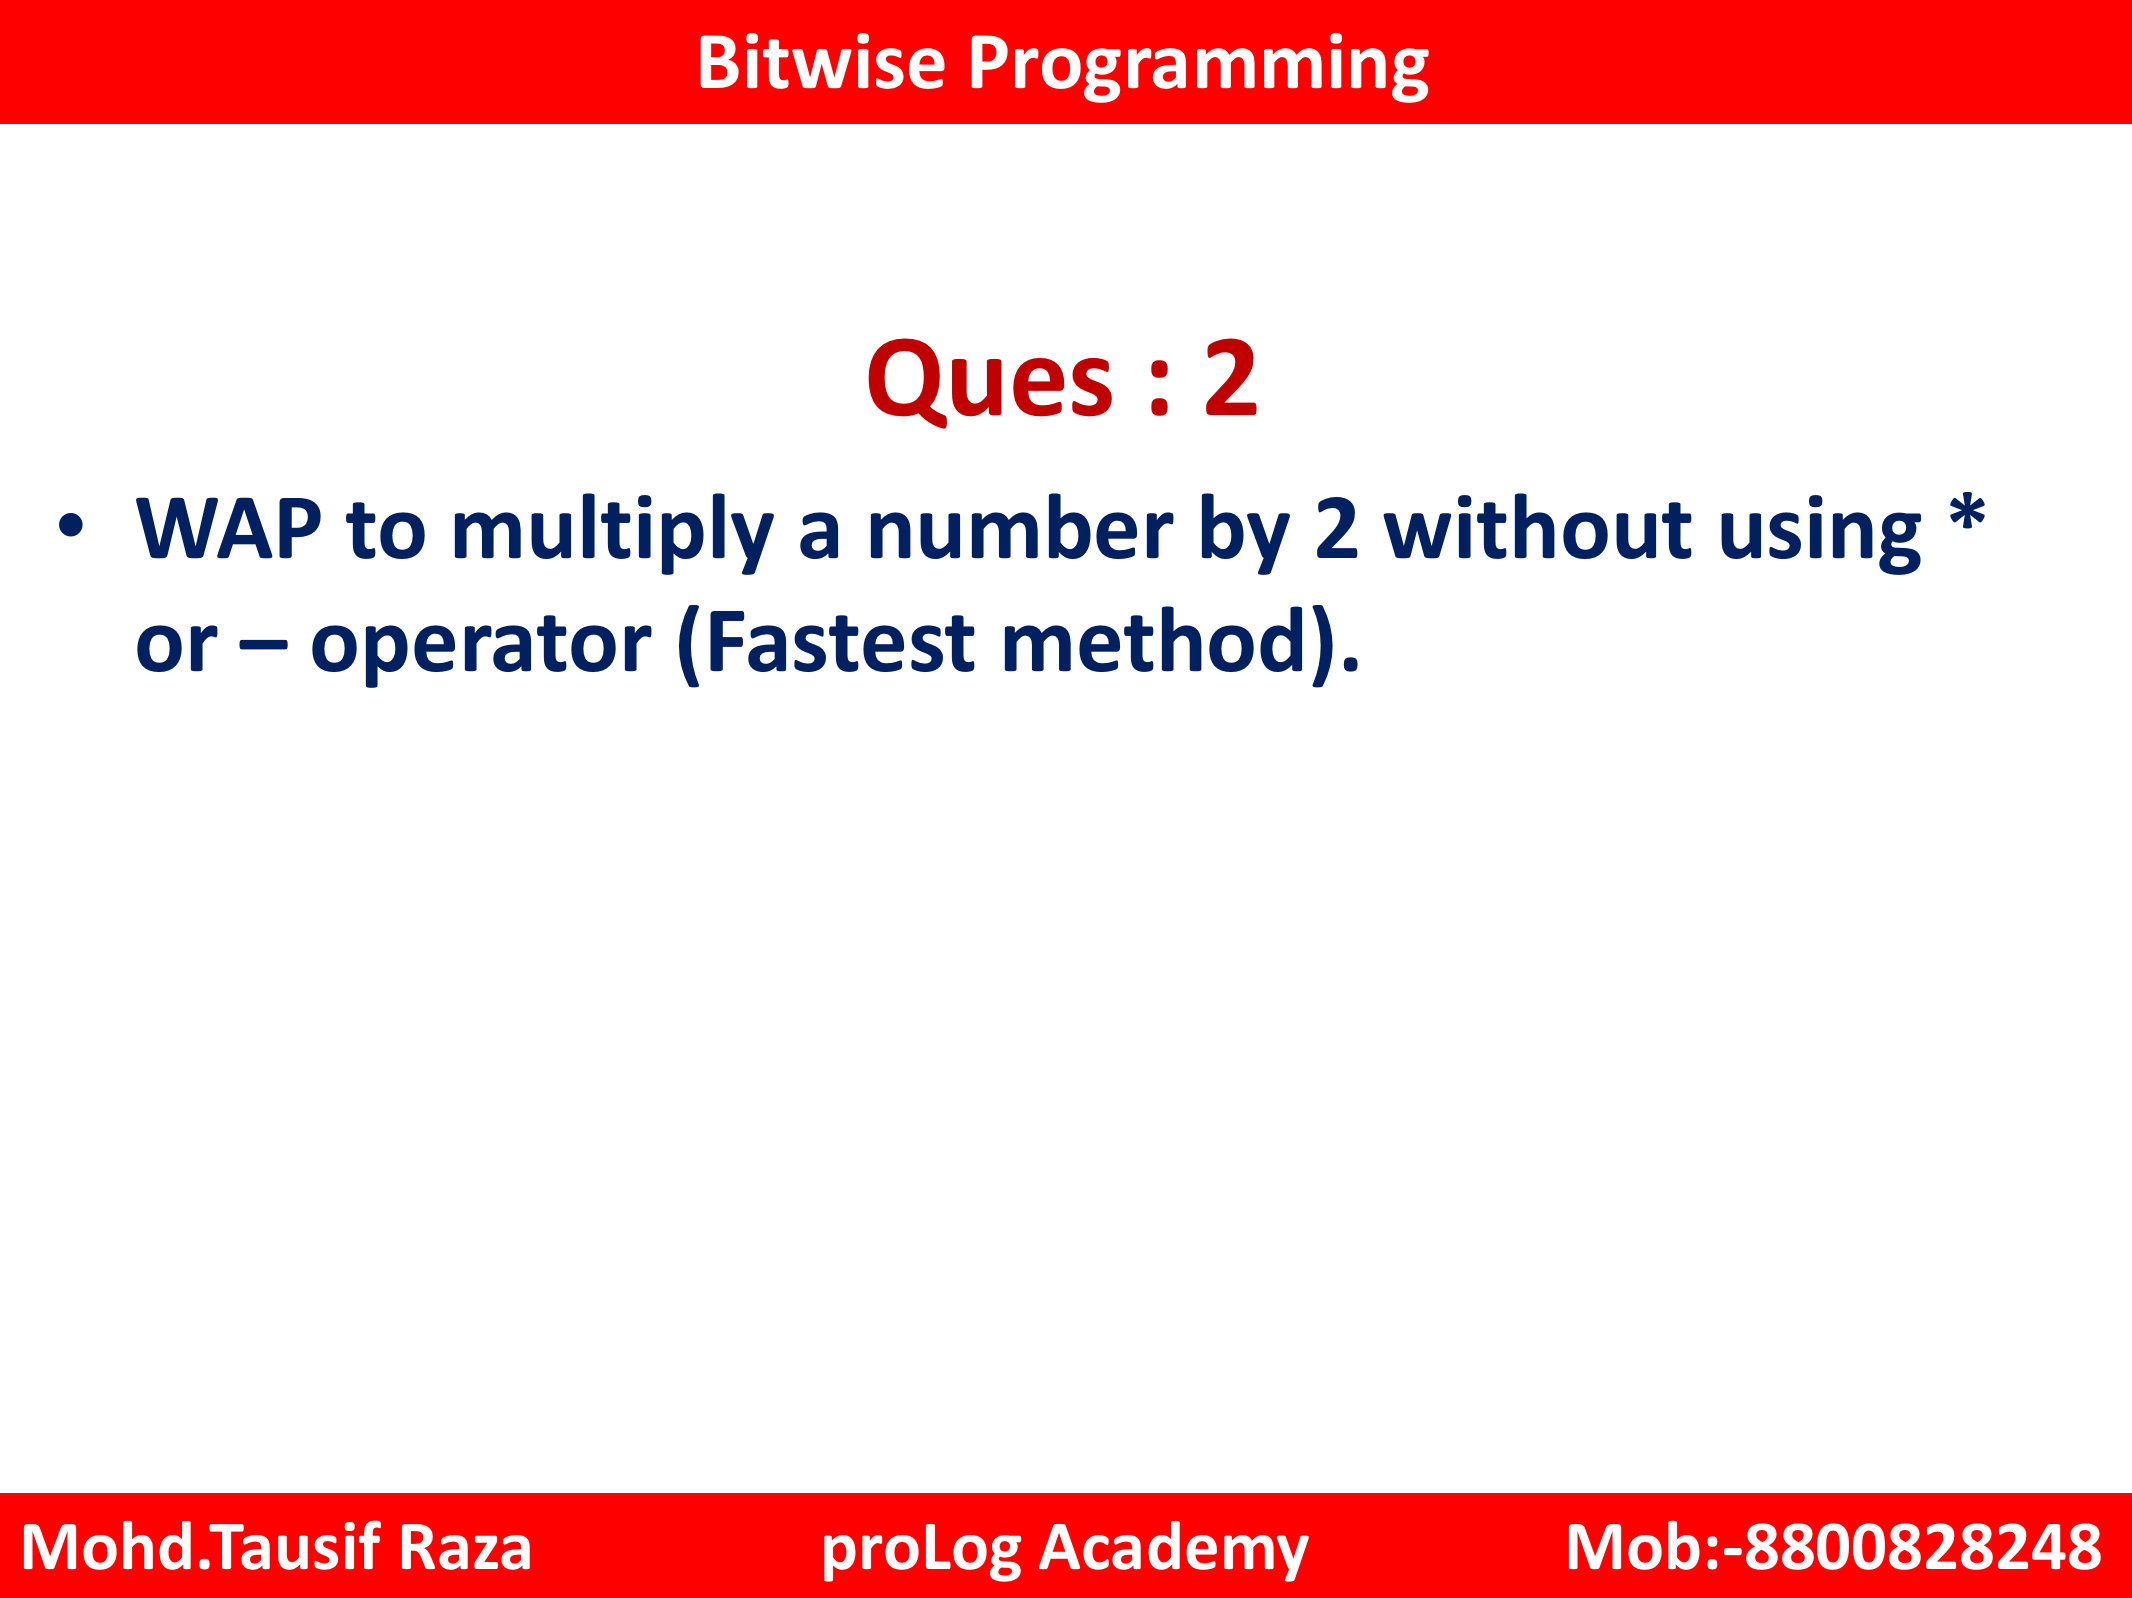 Bitwise Programming
Ques : 2
• WAP to multiply a number by 2 without using *
or – operator (Fastest method).
Mohd.Tausif Raza proLog Academy Mob:-8800828248